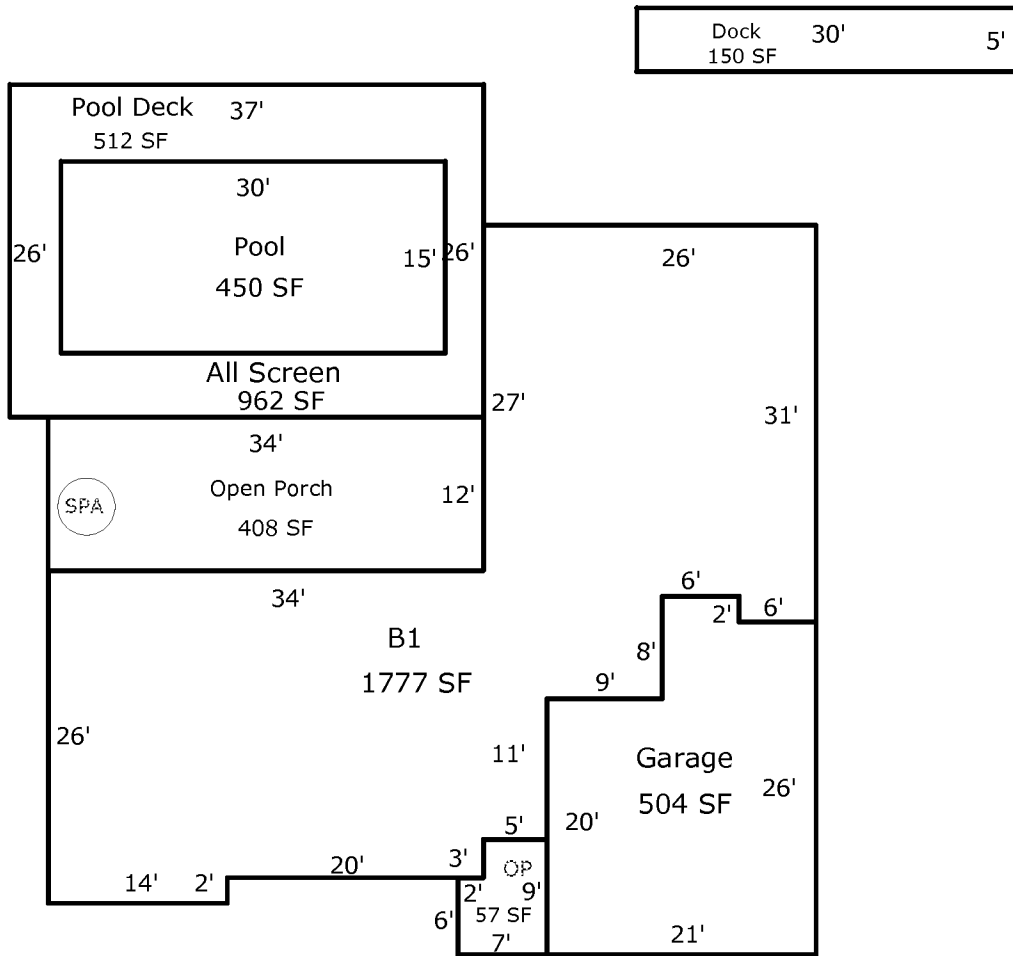 Dock 30' 5'
150 SF
Pool Deck 37'
512 SF
30'
26' Pool 15' 26' 26'
450 SF
All Screen
962 SF 27' 31'
34'
Open Porch 12'
SPA
408 SF
34' 6' 2' 6'
B1 8'
1777 SF 9'
26' 11' Garage
504 SF 26'
5' 20'
20' 3' OP
14' 2' 2' 9'
6' 57 SF
7' 21'